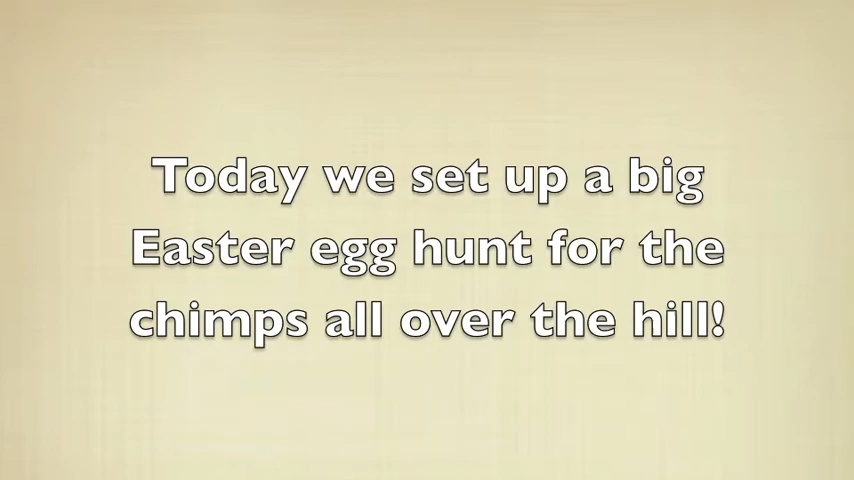 Today we set up a big
Easter egg hunt for the
chimps all over the hill!